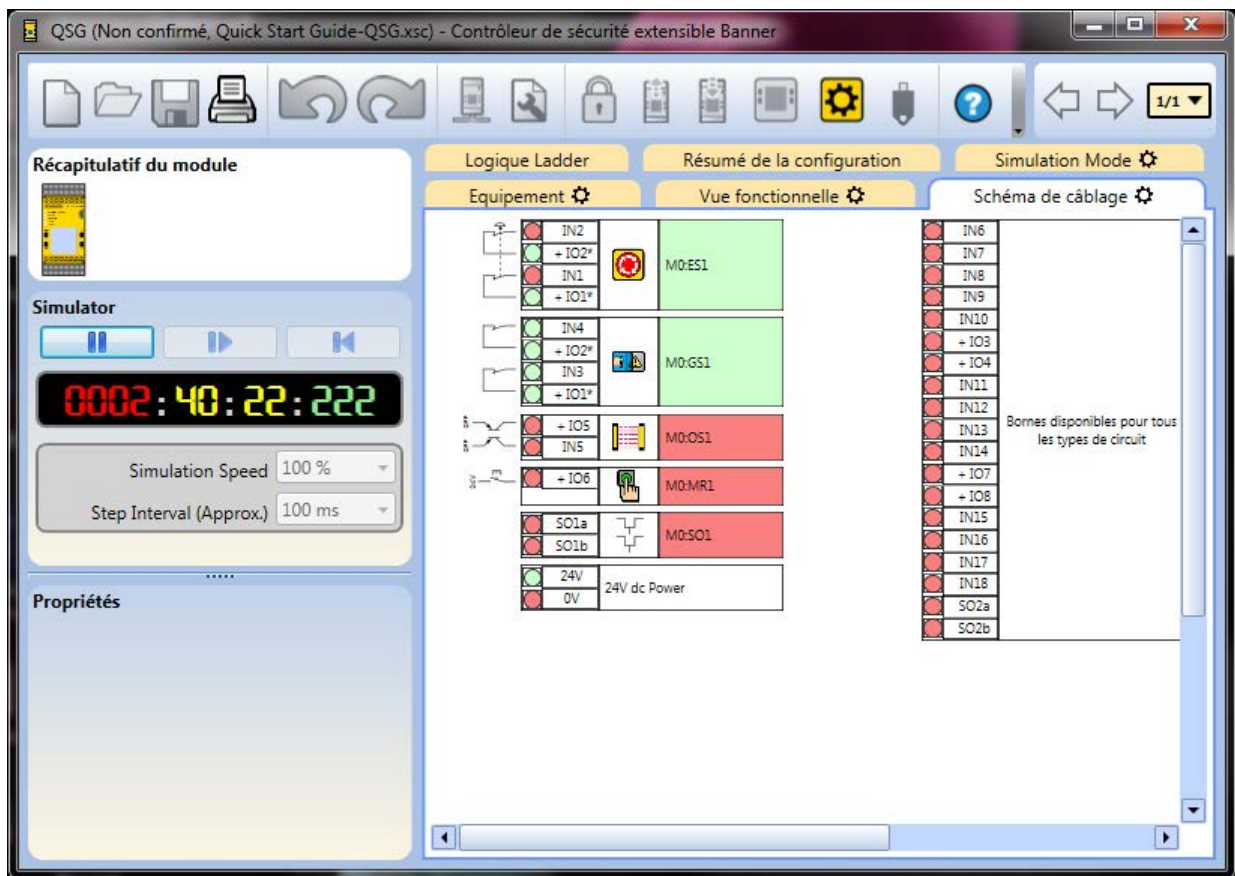 QSG (Non confirmé, Quick Start Guide-QSG.xsc) - Contrôleur de sécurité extensible Banner
1/1
Récapitulatif du module
Simulator
0002:40:22:222
Simulation Speed 100 %
Step Interval (Approx.) 100 ms
Propriétés
Logique Ladder
Résumé de la configuration
Simulation Mode
Equipement
Vue fonctionnelle
Schéma de câblage
IN2
+ IO2*
IN1
+ IO1*
M0:ES1
IN4
+ IO2*
IN3
+ IO1*
M0:GS1
OFF
OFF
+ IO5
IN5
M0:OS1
24V
+ IO6
M0:MR1
SO1a
SO1b
M0:SO1
24V
0V
24V dc Power
IN6
IN7
IN8
IN9
IN10
+ IO3
+ IO4
IN11
IN12
IN13
IN14
+ IO7
+ IO8
IN15
IN16
IN17
IN18
SO2a
SO2b
Bornes disponibles pour tous
les types de circuit